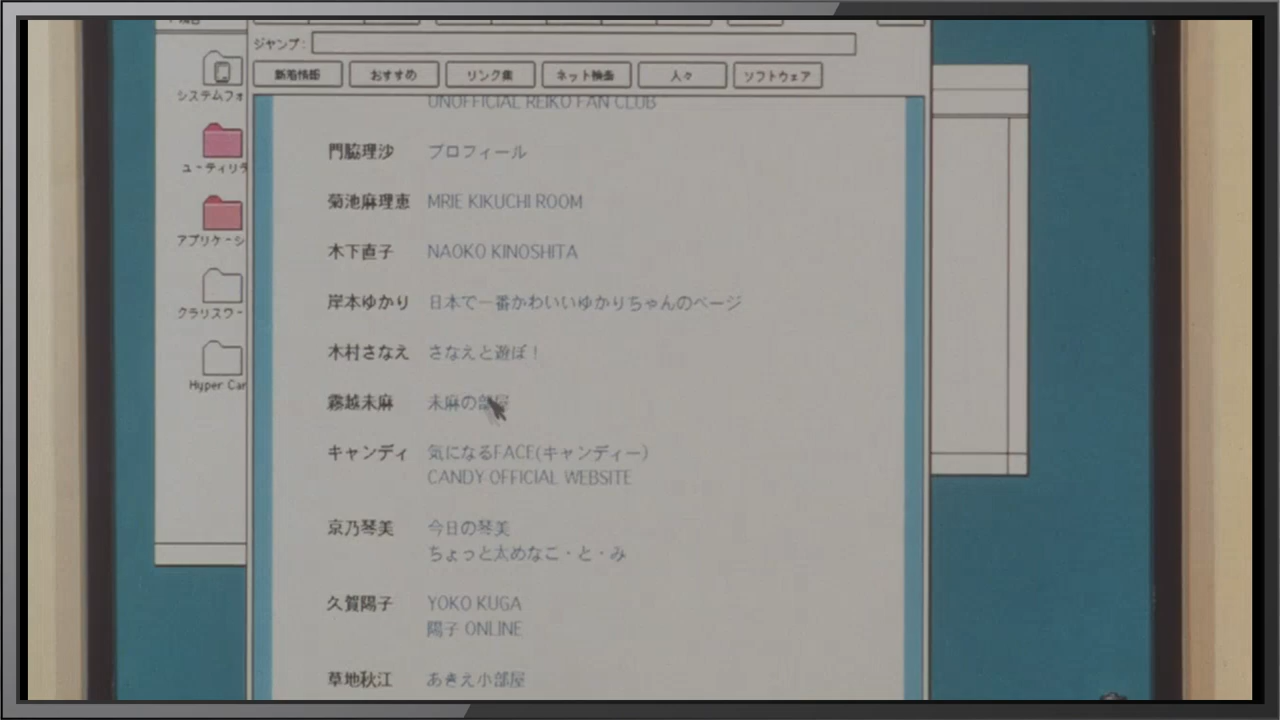 ジャンプ:
新着情報 おすすめ リンク集 ネット検索 人々 ソフトウェア
システムフォ
ユーティリテ
アプリケーシ
クラリスワー
Hyper Car
UNOFFICIAL REIKO FAN CLUB
門脇理沙 プロフィール
菊池麻理恵 MRIE KIKUCHI ROOM
木下直子 NAOKO KINOSHITA
岸本ゆかり 日本で一番かわいいゆかりちゃんのページ
木村さなえ さなえと遊ぼ！
霧越未麻 未麻の部屋
キャンディ 気になるFACE(キャンディー)
CANDY OFFICIAL WEBSITE
京乃琴美 今日の琴美
ちょっと太めなこ・と・み
久賀陽子 YOKO KUGA
陽子 ONLINE
草地秋江 あきえ小部屋